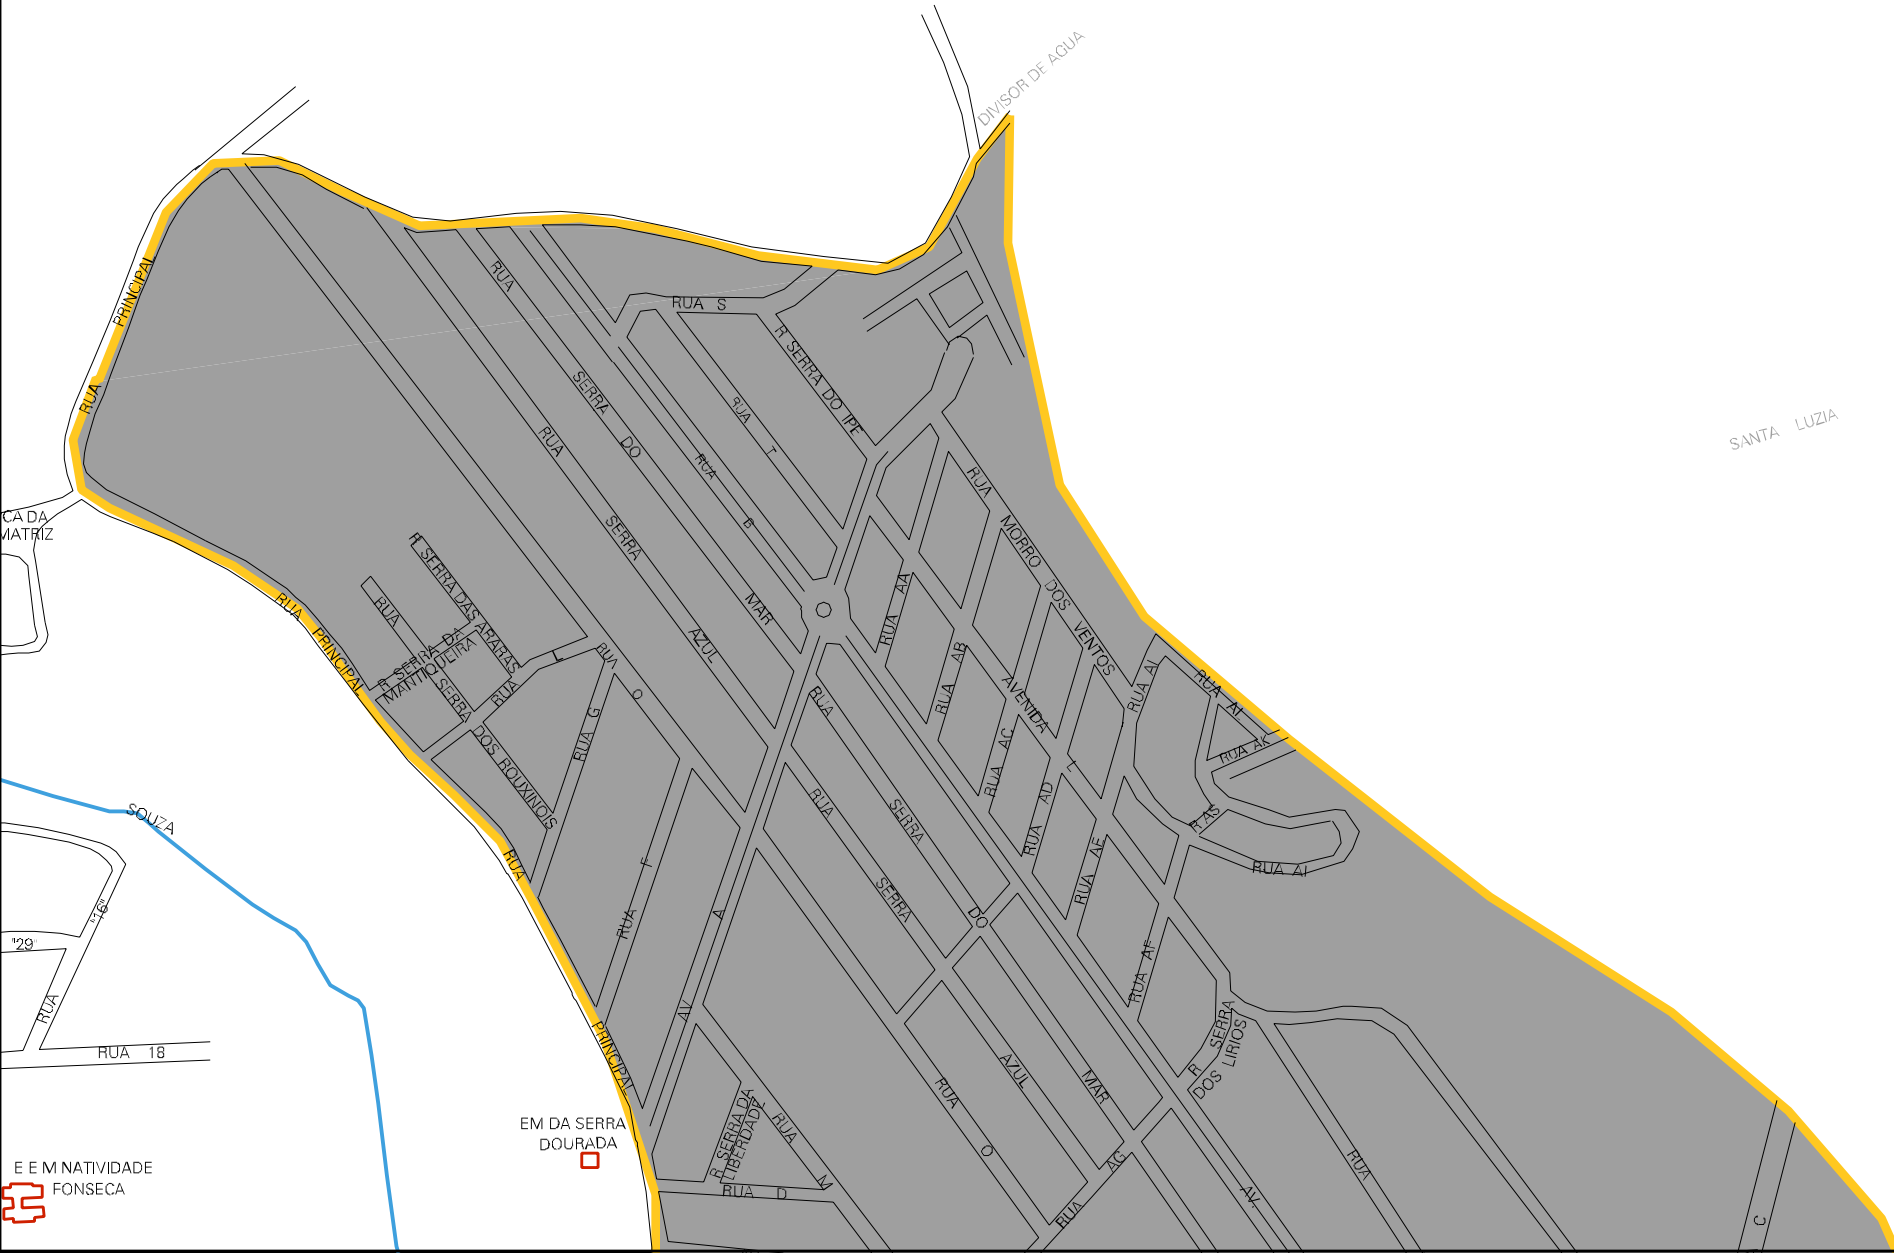 DIVISOR DE AGUA
SANTA LUZIA
RUA PRINCIPAL
RUA S
R SERRA DO IPE
RUA SERRA DO MAR
RUA T
RUA B
RUA SERRA AZUL
CA DA
MATRIZ
R SERRA DAS ARARAS
RUA SERRA DOS ROUXINOIS
R SERRA DA
MANTIQUEIRA
RUA L
RUA PRINCIPAL
RUA O
RUA G
RUA F
RUA MORRO DOS VENTOS
RUA AA
RUA AB
RUA AC
RUA AD
RUA AE
RUA AF
AVENIDA L
RUA AI
RUA AI
RUA AK
R AS
RUA AI
RUA SERRA DO MAR
RUA SERRA AZUL
AV A
RUA O
SOUZA
"16"
"29"
RUA
RUA 18
RUA PRINCIPAL
R SERRA
DOS LIRIOS
R SERRA DA
LIBERDADE
RUA M
RUA D
RUA AG
AV.
RUA
C
EM DA SERRA
DOURADA
E E M NATIVIDADE
FONSECA